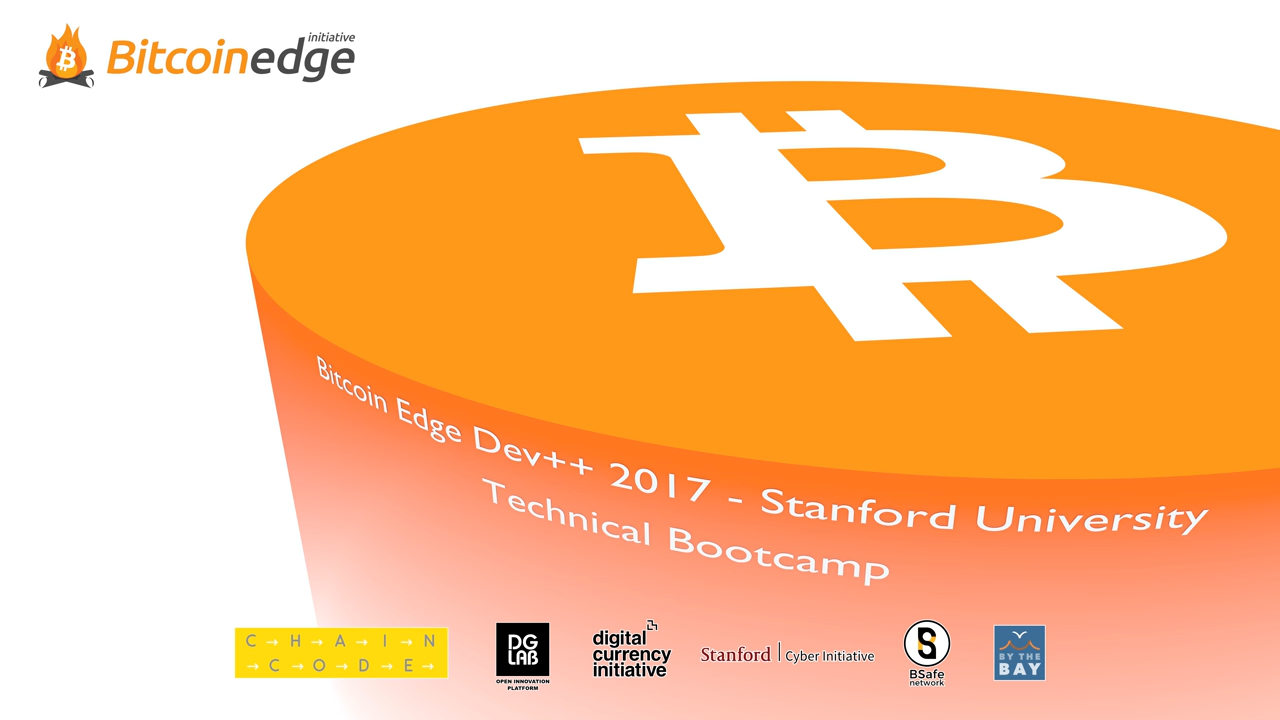 initiative
Bitcoinedge
Bitcoin Edge Dev++ 2017 - Stanford University
Technical Bootcamp
C→H→A→I→N
→C→O→D→E→
DG
LAB
OPEN INNOVATION
PLATFORM
digital
currency
initiative
Stanford | Cyber Initiative
BSafe
network
BY THE
BAY